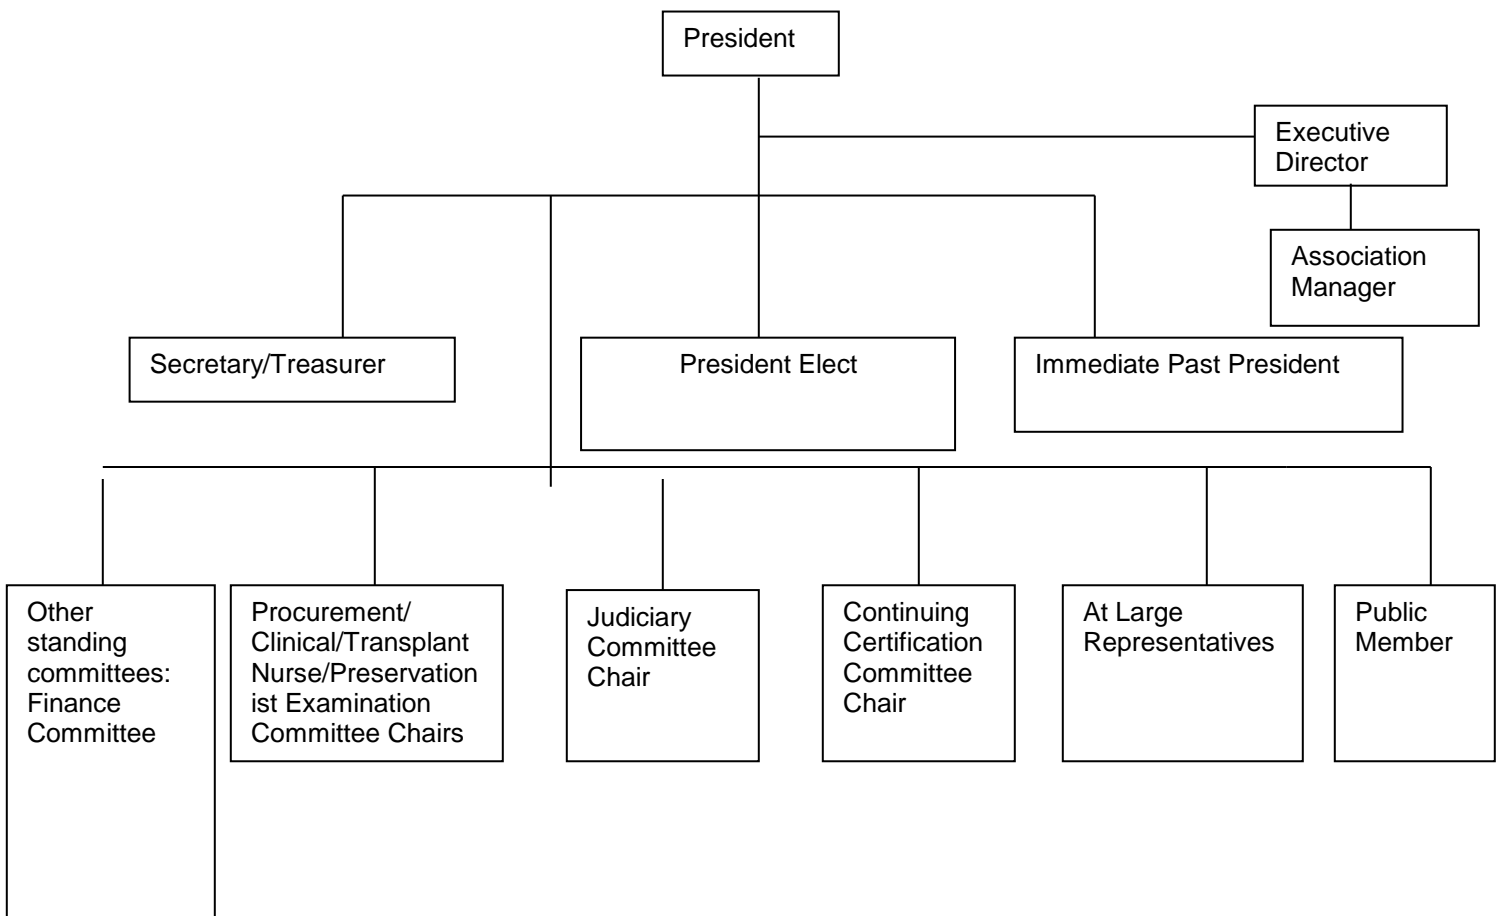 President
Executive
Director
Association
Manager
Secretary/Treasurer
President Elect
Immediate Past President
Other
standing
committees:
Finance
Committee
Procurement/
Clinical/Transplant
Nurse/Preservation
ist Examination
Committee Chairs
Judiciary
Committee
Chair
Continuing
Certification
Committee
Chair
At Large
Representatives
Public
Member